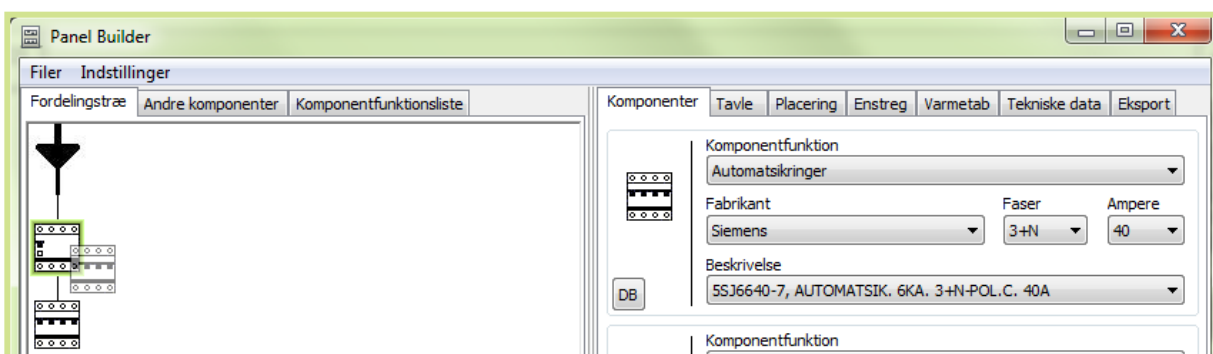 Panel Builder
Filer Indstillinger
Fordelingstræ Andre komponenter Komponentfunktionsliste
Komponenter Tavle Placering Enstreg Varmetab Tekniske data Eksport
Komponentfunktion
Automatsikringer
Fabrikant Faser Ampere
Siemens 3+N 40
Beskrivelse
DB 5SJ6640-7, AUTOMATSIK. 6KA. 3+N-POL.C. 40A
Komponentfunktion